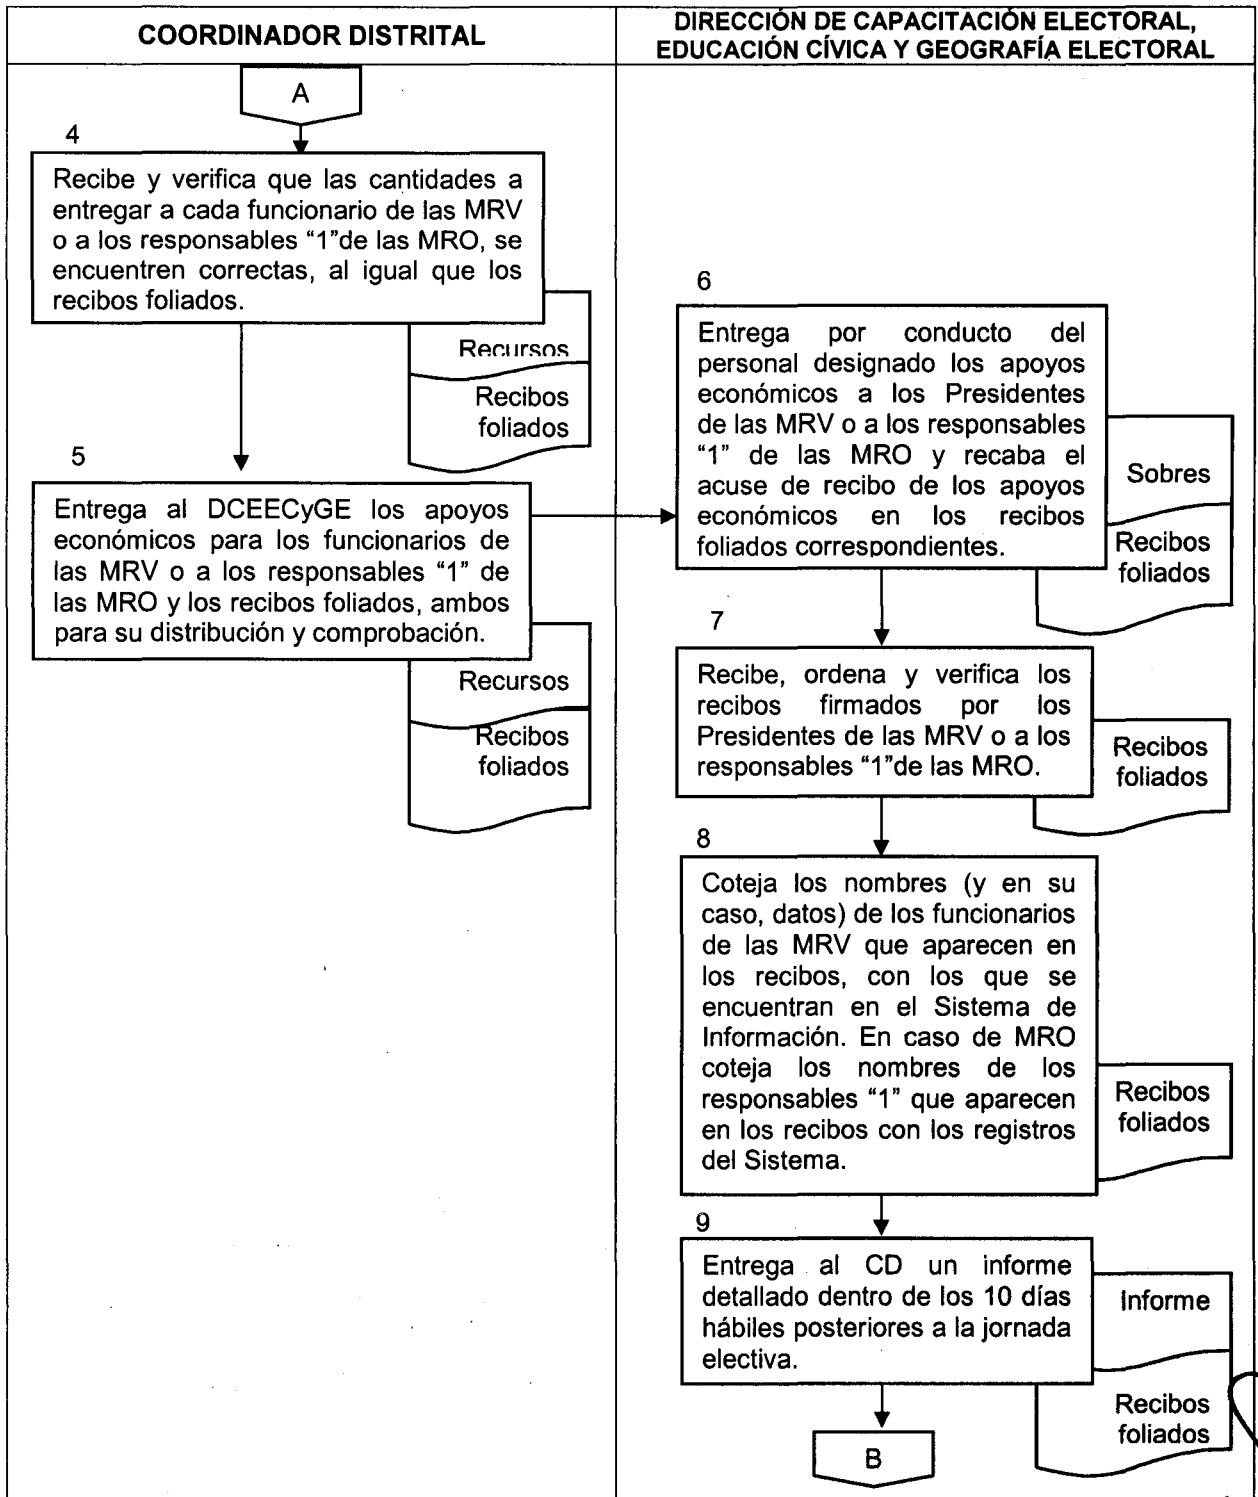 COORDINADOR DISTRITAL
DIRECCIÓN DE CAPACITACIÓN ELECTORAL,
EDUCACIÓN CÍVICA Y GEOGRAFÍA ELECTORAL
A
4
Recibe y verifica que las cantidades a
entregar a cada funcionario de las MRV
o a los responsables “1”de las MRO, se
encuentren correctas, al igual que los
recibos foliados.
Recursos
Recibos
foliados
5
Entrega al DCEECyGE los apoyos
económicos para los funcionarios de
las MRV o a los responsables “1” de
las MRO y los recibos foliados, ambos
para su distribución y comprobación.
Recursos
Recibos
foliados
6
Entrega por conducto del
personal designado los apoyos
económicos a los Presidentes
de las MRV o a los responsables
“1” de las MRO y recaba el
acuse de recibo de los apoyos
económicos en los recibos
foliados correspondientes.
Sobres
Recibos
foliados
7
Recibe, ordena y verifica los
recibos firmados por los
Presidentes de las MRV o a los
responsables “1”de las MRO.
Recibos
foliados
8
Coteja los nombres (y en su
caso, datos) de los funcionarios
de las MRV que aparecen en
los recibos, con los que se
encuentran en el Sistema de
Información. En caso de MRO
coteja los nombres de los
responsables “1” que aparecen
en los recibos con los registros
del Sistema.
Recibos
foliados
9
Entrega al CD un informe
detallado dentro de los 10 días
hábiles posteriores a la jornada
electiva.
Informe
Recibos
foliados
B